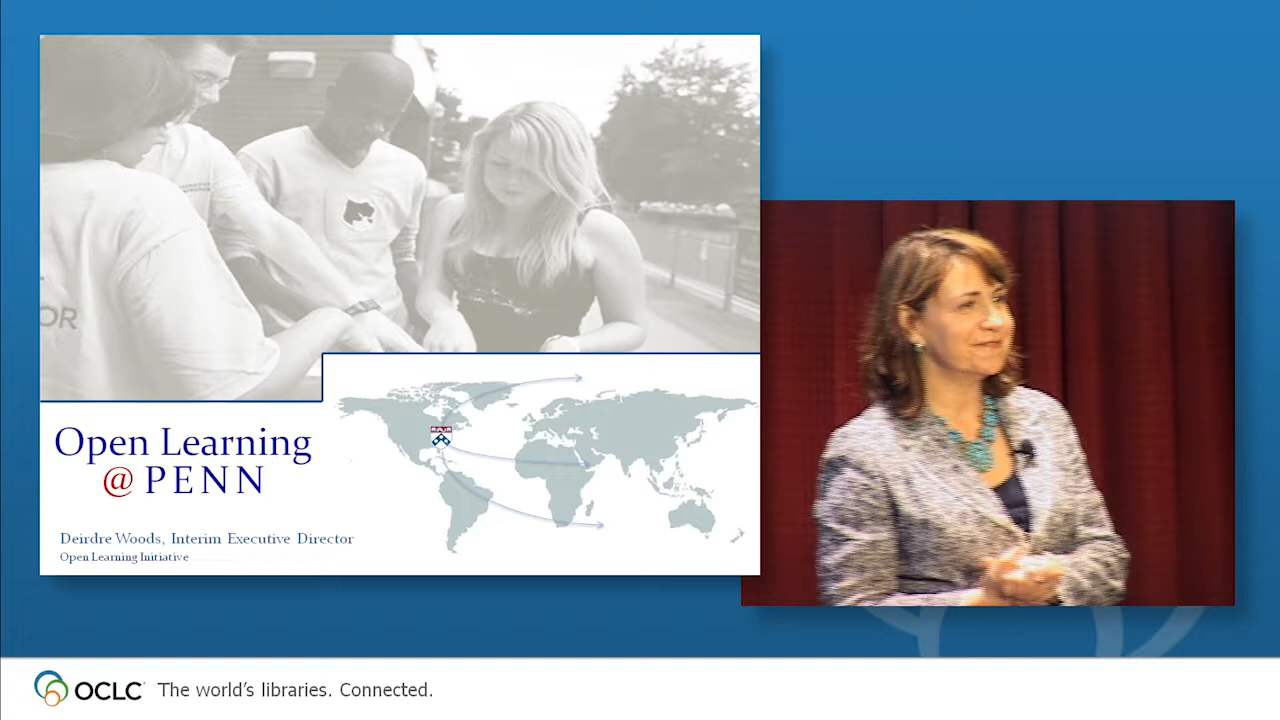 OR
Open Learning
@ PENN
Deirdre Woods, Interim Executive Director
Open Learning Initiative
OCLC The world's libraries. Connected.